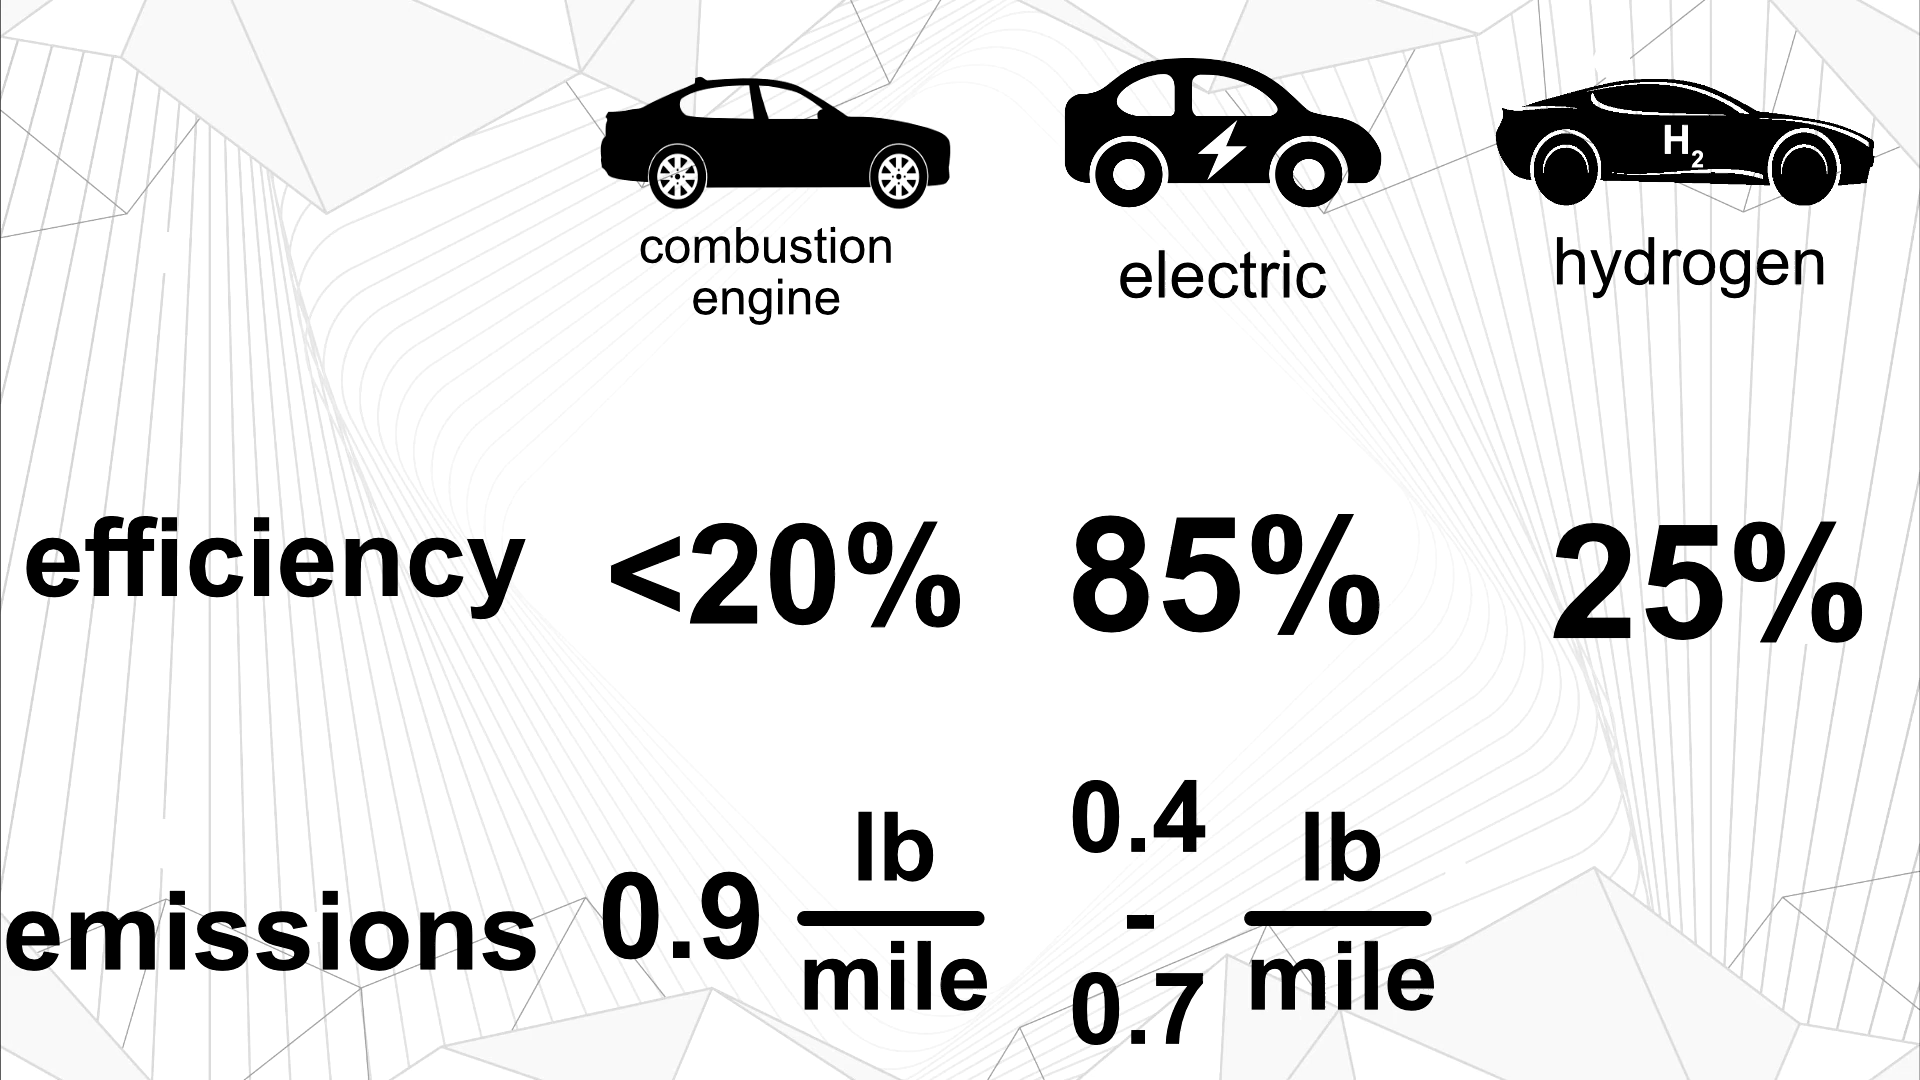 H2
combustion
engine
electric
hydrogen
efficiency <20% 85% 25%
emissions 0.9 lb
mile
0.4
-
0.7
lb
mile